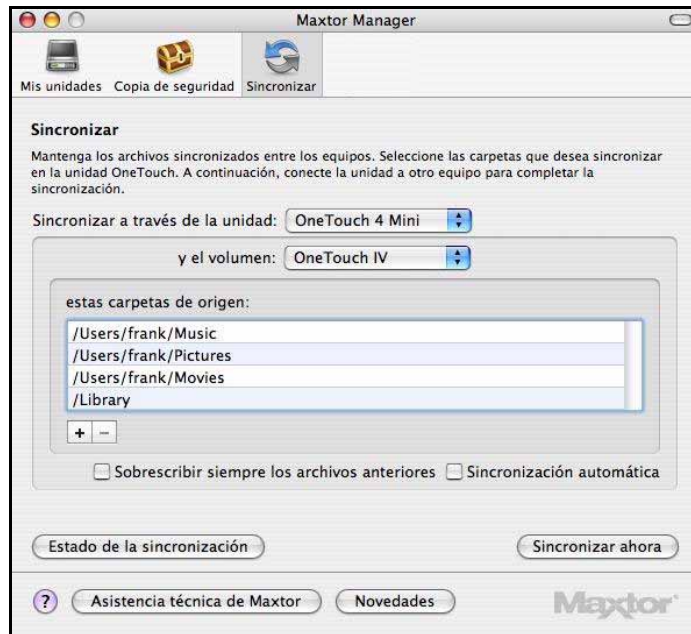 Maxtor Manager
Mis unidades Copia de seguridad Sincronizar
Sincronizar
Mantenga los archivos sincronizados entre los equipos. Seleccione las carpetas que desea sincronizar
en la unidad OneTouch. A continuación, conecte la unidad a otro equipo para completar la
sincronización.
Sincronizar a través de la unidad: OneTouch 4 Mini
y el volumen: OneTouch IV
estas carpetas de origen:
/Users/frank/Music
/Users/frank/Pictures
/Users/frank/Movies
/Library
+ −
Sobrescribir siempre los archivos anteriores Sincronización automática
Estado de la sincronización Sincronizar ahora
? Asistencia técnica de Maxtor Novedades Maxtor